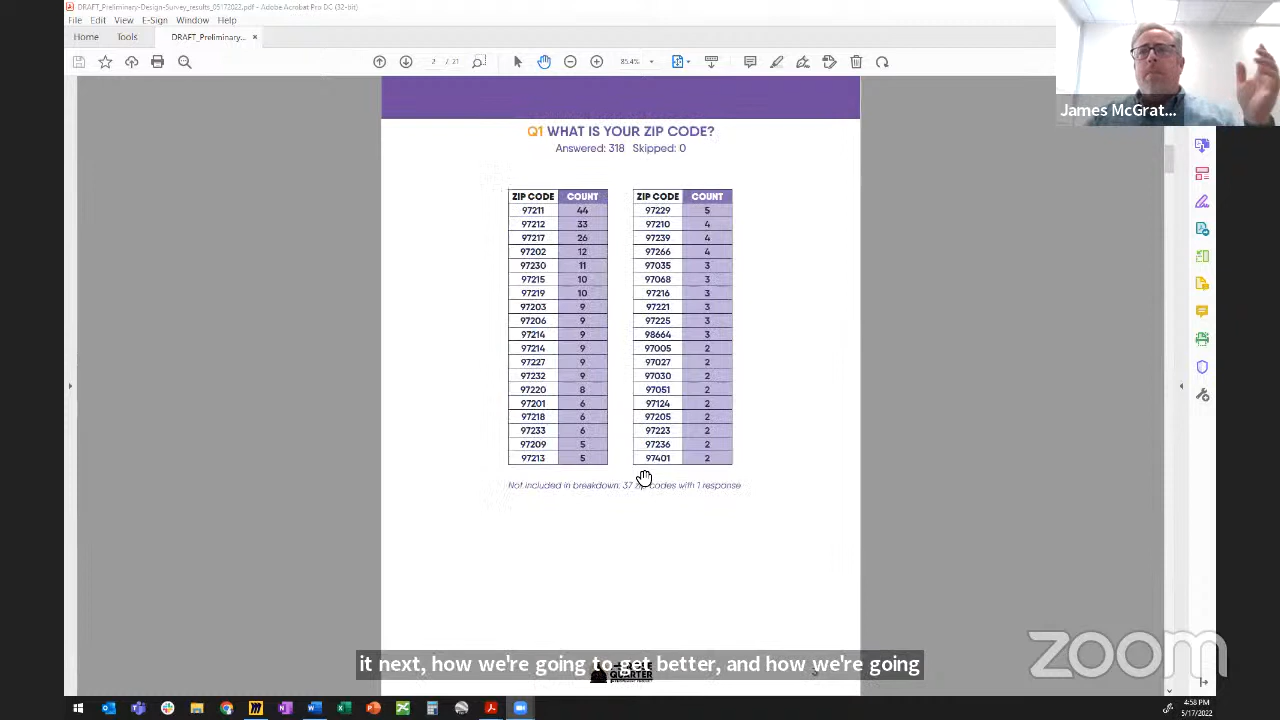 DRAFT_Preliminary-Design-Survey_results_05172022.pdf - Adobe Acrobat Pro DC (32-bit)
File Edit View E-Sign Window Help
Home Tools DRAFT_Preliminary... ×
2 / 21 85.4%
James McGrat...
Q1 WHAT IS YOUR ZIP CODE?
Answered: 318 Skipped: 0
ZIP CODE COUNT ZIP CODE COUNT
97211 44 97229 5
97212 33 97210 4
97217 26 97239 4
97202 12 97266 4
97230 11 97035 3
97215 10 97068 3
97219 10 97216 3
97203 9 97221 3
97206 9 97225 3
97214 9 98664 3
97214 9 97005 2
97227 9 97027 2
97232 9 97030 2
97220 8 97051 2
97201 6 97124 2
97218 6 97205 2
97233 6 97223 2
97209 5 97236 2
97213 5 97401 2
Not included in breakdown: 37 zip codes with 1 response
it next, how we're going to get better, and how we're going
QUARTER
zoom
4:58 PM
5/17/2022